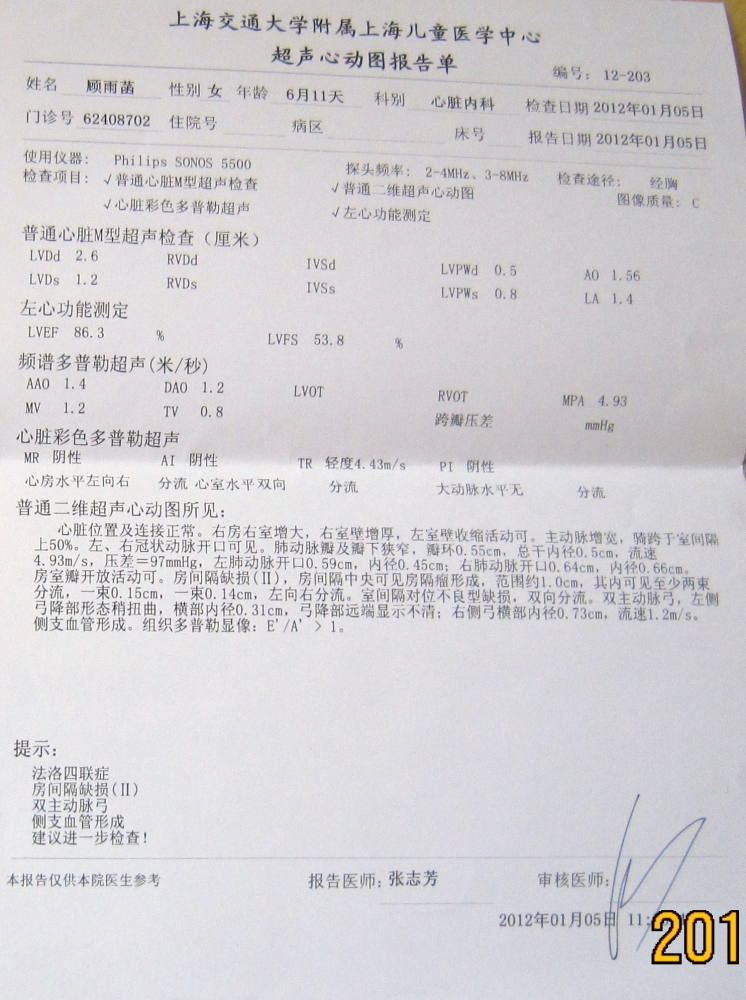 上海交通大学附属上海儿童医学中心
超声心动图报告单
编号: 12-203
姓名 顾雨菡 性别 女 年龄 6月11天 科别 心脏内科 检查日期 2012年01月05日
门诊号 62408702 住院号 病区 床号 报告日期 2012年01月05日
使用仪器: Philips SONOS 5500 探头频率: 2-4MHz、3-8MHz 检查途径: 经胸
检查项目: √普通心脏M型超声检查 √普通二维超声心动图 图像质量: C
√心脏彩色多普勒超声 √左心功能测定
普通心脏M型超声检查（厘米）
LVDd 2.6 RVDd IVSd LVPWd 0.5 AO 1.56
LVDs 1.2 RVDs IVSs LVPWs 0.8 LA 1.4
左心功能测定
LVEF 86.3 % LVFS 53.8 %
频谱多普勒超声(米/秒)
AAO 1.4 DAO 1.2 LVOT RVOT MPA 4.93
MV 1.2 TV 0.8 跨瓣压差 mmHg
心脏彩色多普勒超声
MR 阴性 AI 阴性 TR 轻度4.43m/s PI 阴性
心房水平左向右 分流 心室水平双向 分流 大动脉水平无 分流
普通二维超声心动图所见:
心脏位置及连接正常。右房右室增大，右室壁增厚，左室壁收缩活动可。主动脉增宽，骑跨于室间隔
上50%。左、右冠状动脉开口可见。肺动脉瓣及瓣下狭窄，瓣环0.55cm，总干内径0.5cm，流速
4.93m/s，压差＝97mmHg，左肺动脉开口0.59cm，内径0.45cm；右肺动脉开口0.64cm，内径0.66cm。
房室瓣开放活动可。房间隔缺损(Ⅱ)，房间隔中央可见房隔瘤形成，范围约1.0cm，其内可见至少两束
分流，一束0.15cm，一束0.14cm，左向右分流。室间隔对位不良型缺损，双向分流。双主动脉弓，左侧
弓降部形态稍扭曲，横部内径0.31cm，弓降部远端显示不清；右侧弓横部内径0.73cm，流速1.2m/s。
侧支血管形成。组织多普勒显像: E'/A' > 1。
提示:
法洛四联症
房间隔缺损(Ⅱ)
双主动脉弓
侧支血管形成
建议进一步检查!
本报告仅供本院医生参考 报告医师: 张志芳 审核医师:
2012年01月05日 11:
201